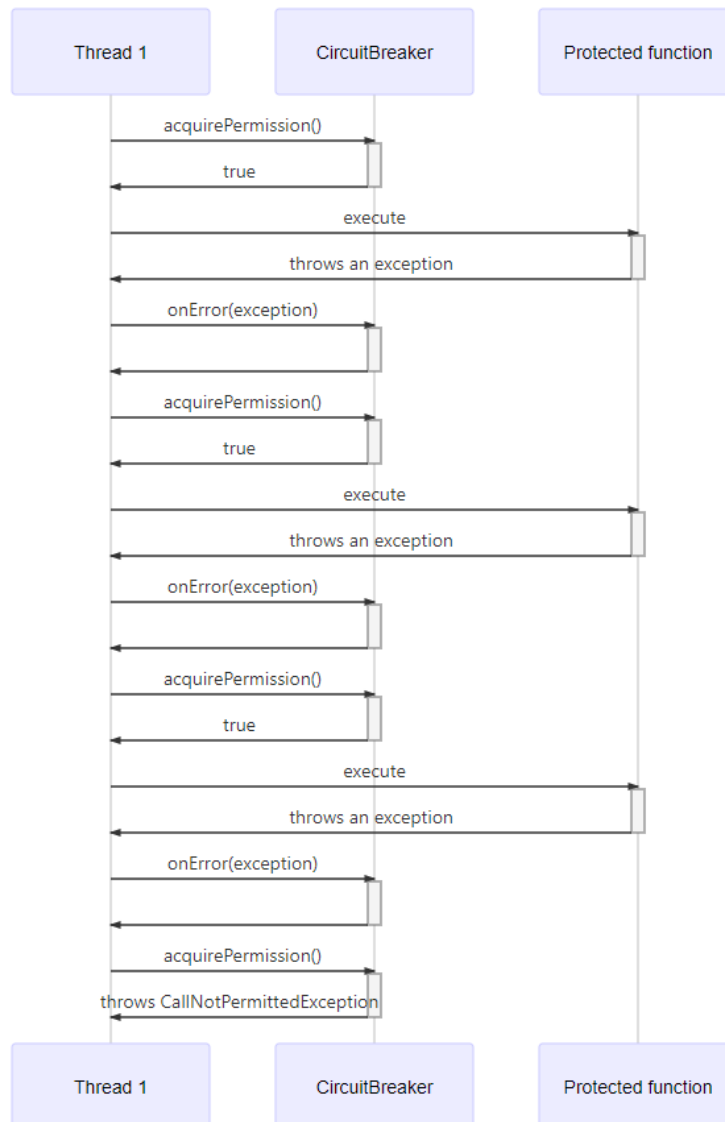 Thread 1
CircuitBreaker
Protected function
acquirePermission()
true
execute
throws an exception
onError(exception)
acquirePermission()
true
execute
throws an exception
onError(exception)
acquirePermission()
true
execute
throws an exception
onError(exception)
acquirePermission()
throws CallNotPermittedException
Thread 1
CircuitBreaker
Protected function